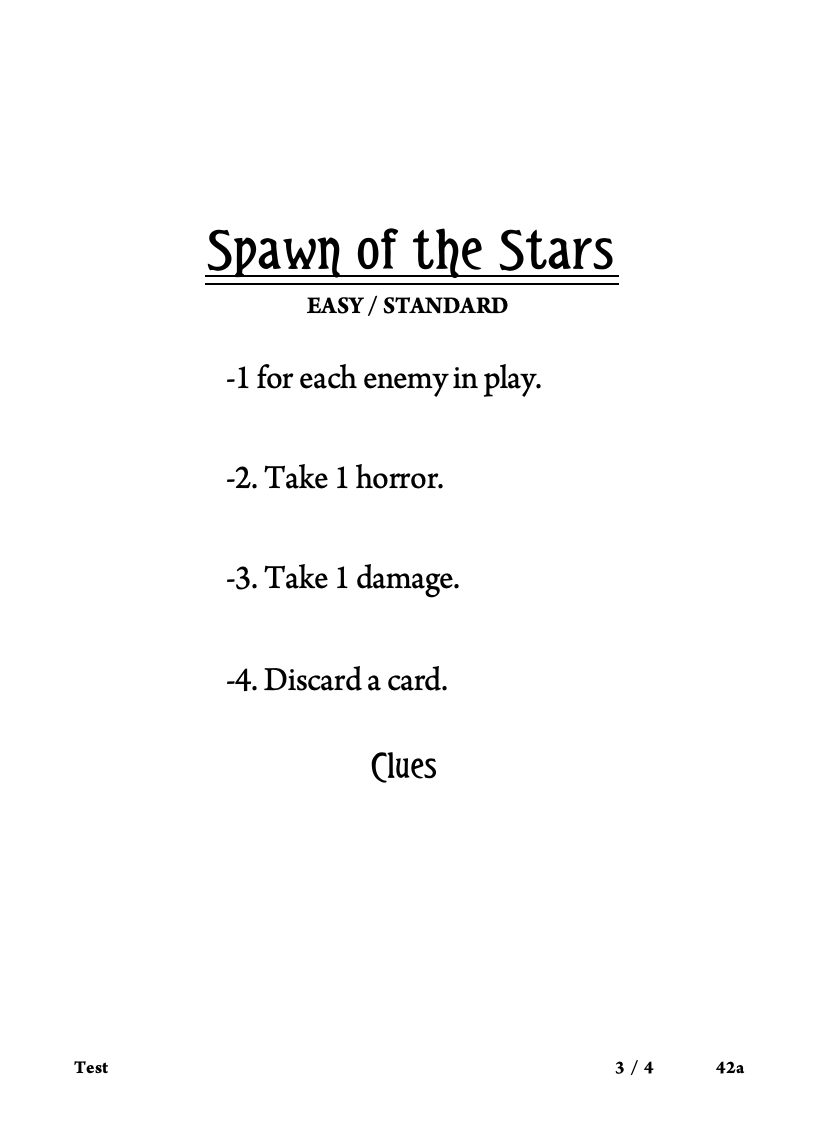 Spawn of the Stars
EASY / STANDARD
-1 for each enemy in play.
-2. Take 1 horror.
-3. Take 1 damage.
-4. Discard a card.
Clues
Test 3 / 4 42a